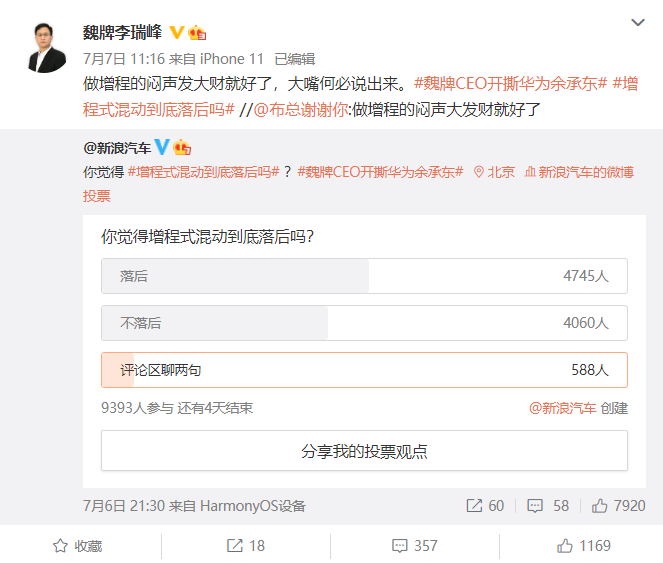 魏牌李瑞峰
7月7日 11:16 来自 iPhone 11 已编辑
做增程的闷声发大财就好了，大嘴何必说出来。#魏牌CEO开撕华为余承东# #增
程式混动到底落后吗# //@布总谢谢你:做增程的闷声大发财就好了
@新浪汽车
你觉得 #增程式混动到底落后吗# ？#魏牌CEO开撕华为余承东# 北京 新浪汽车的微博
投票
你觉得增程式混动到底落后吗？
落后 4745人
不落后 4060人
评论区聊两句 588人
9393人参与 还有4天结束 @新浪汽车 创建
分享我的投票观点
7月6日 21:30 来自 HarmonyOS设备 60 58 7920
收藏 18 357 1169